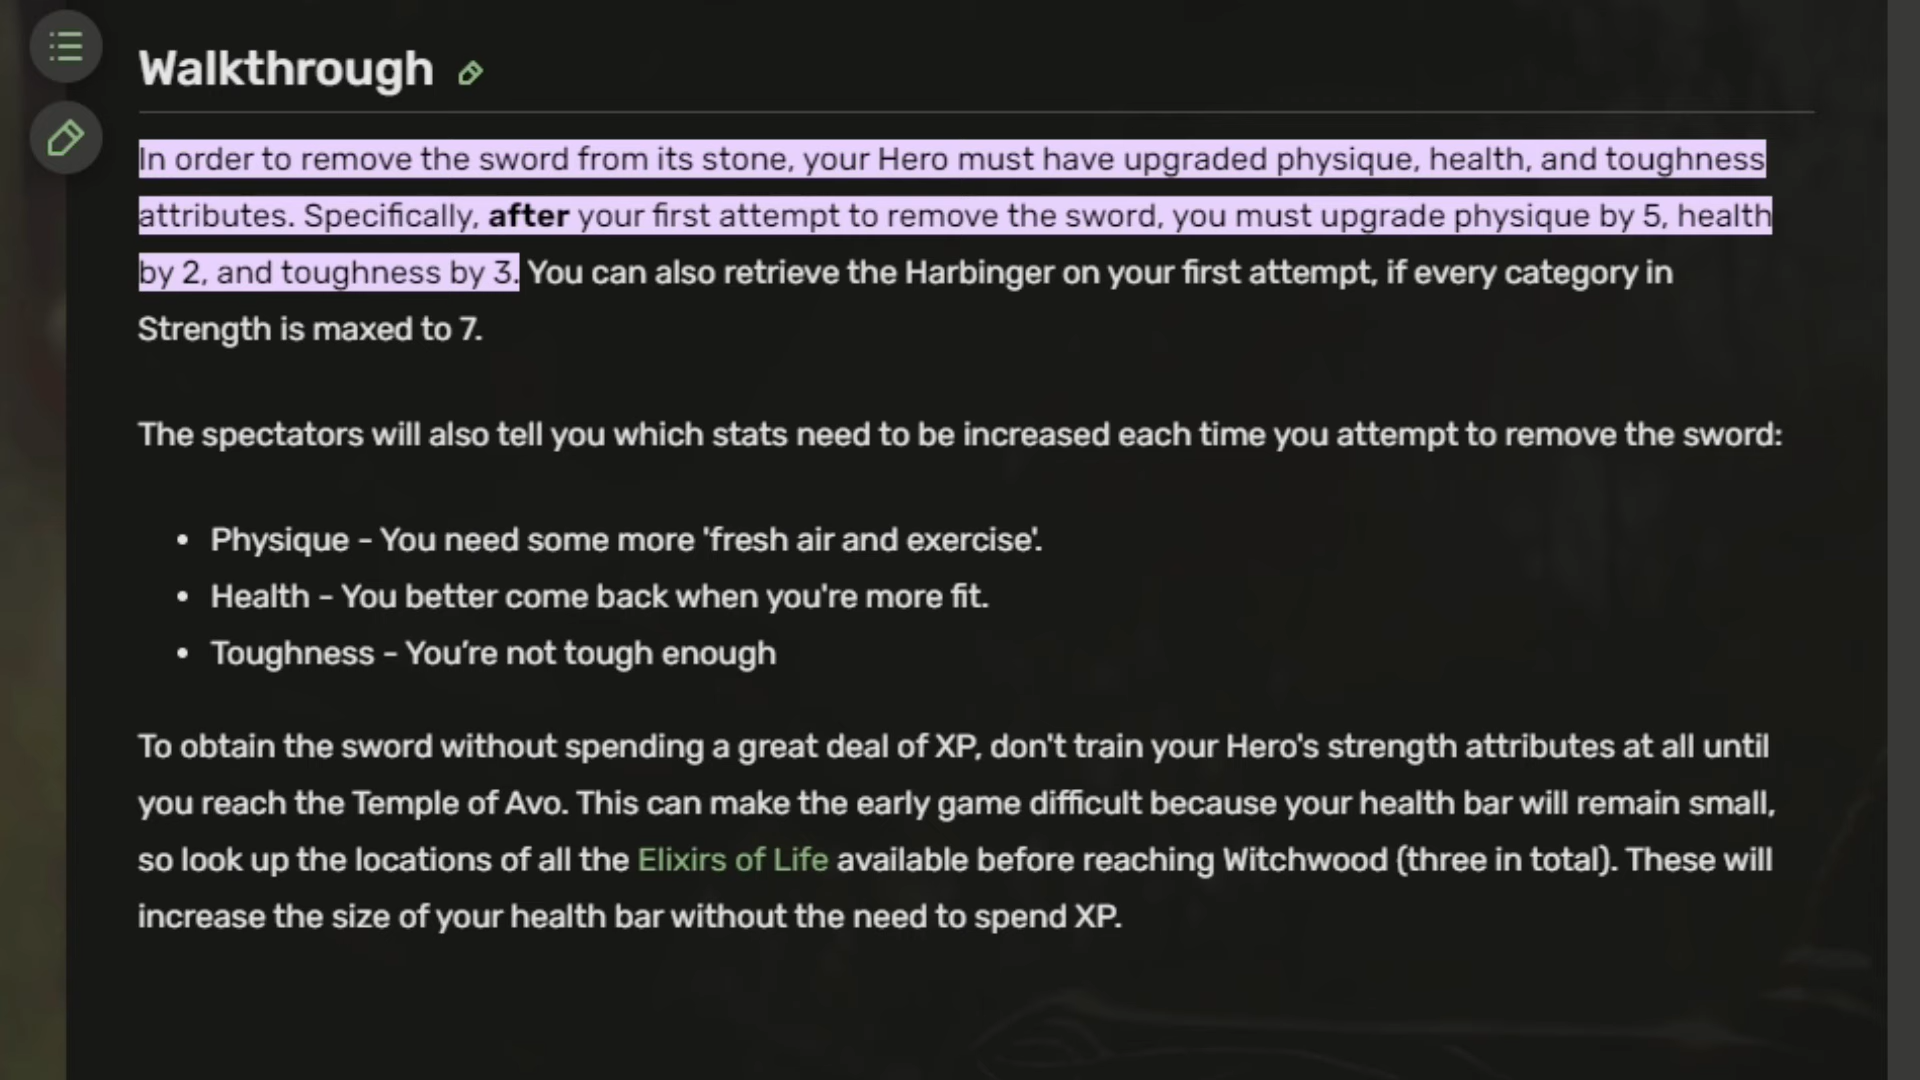 Walkthrough
In order to remove the sword from its stone, your Hero must have upgraded physique, health, and toughness
attributes. Specifically, after your first attempt to remove the sword, you must upgrade physique by 5, health
by 2, and toughness by 3. You can also retrieve the Harbinger on your first attempt, if every category in
Strength is maxed to 7.
The spectators will also tell you which stats need to be increased each time you attempt to remove the sword:
• Physique - You need some more 'fresh air and exercise'.
• Health - You better come back when you're more fit.
• Toughness - You’re not tough enough
To obtain the sword without spending a great deal of XP, don't train your Hero's strength attributes at all until
you reach the Temple of Avo. This can make the early game difficult because your health bar will remain small,
so look up the locations of all the Elixirs of Life available before reaching Witchwood (three in total). These will
increase the size of your health bar without the need to spend XP.